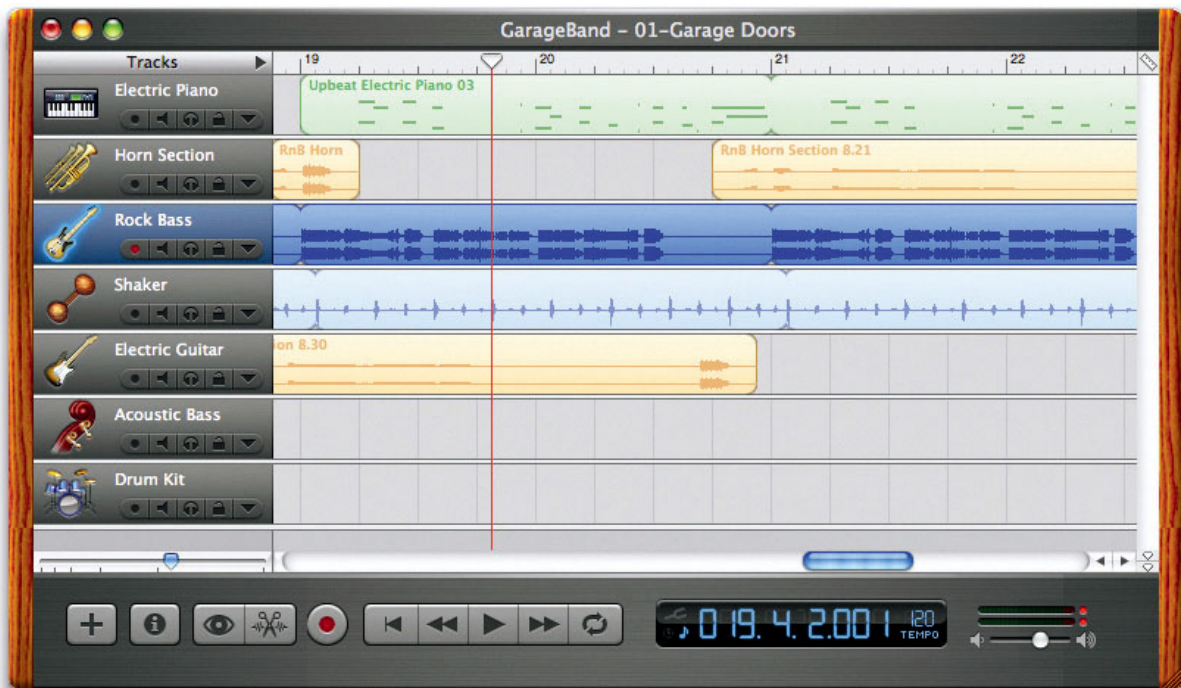 GarageBand – 01–Garage Doors
Tracks
19
20
21
22
Electric Piano
Upbeat Electric Piano 03
Horn Section
RnB Horn
RnB Horn Section 8.21
Rock Bass
Shaker
Electric Guitar
ion 8.30
Acoustic Bass
Drum Kit
019. 4. 2.001
120
TEMPO